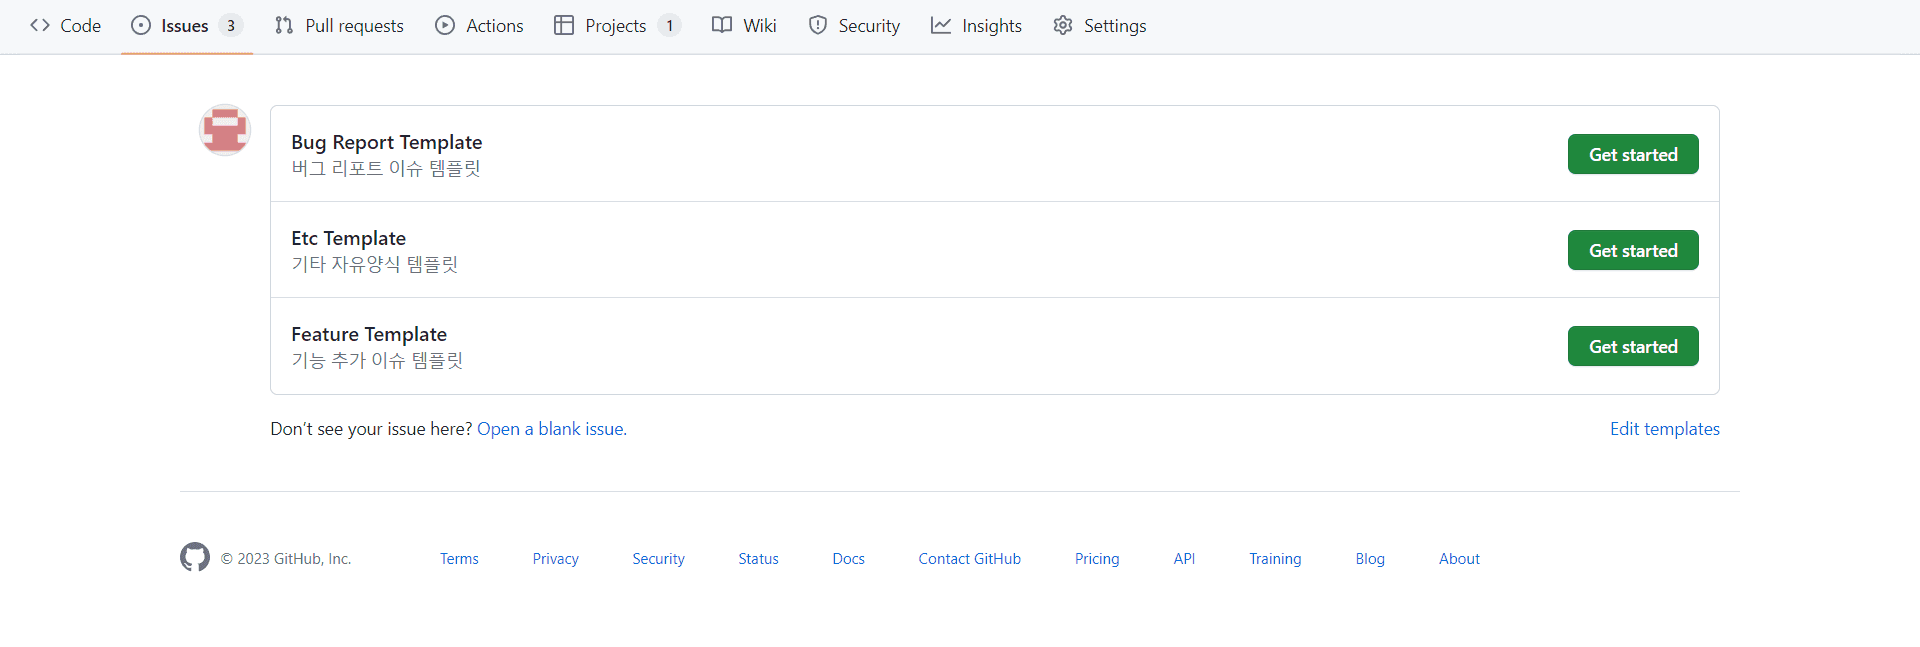 Code Issues 3 Pull requests Actions Projects 1 Wiki Security Insights Settings
Bug Report Template
버그 리포트 이슈 템플릿
Get started
Etc Template
기타 자유양식 템플릿
Get started
Feature Template
기능 추가 이슈 템플릿
Get started
Don’t see your issue here? Open a blank issue.
Edit templates
© 2023 GitHub, Inc. Terms Privacy Security Status Docs Contact GitHub Pricing API Training Blog About